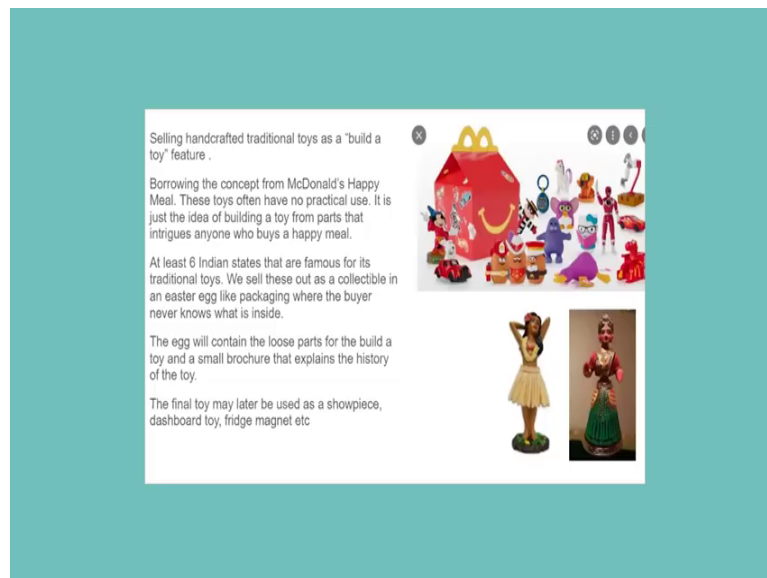 Selling handcrafted traditional toys as a “build a
toy” feature .
Borrowing the concept from McDonald’s Happy
Meal. These toys often have no practical use. It is
just the idea of building a toy from parts that
intrigues anyone who buys a happy meal.
At least 6 Indian states that are famous for its
traditional toys. We sell these out as a collectible in
an easter egg like packaging where the buyer
never knows what is inside.
The egg will contain the loose parts for the build a
toy and a small brochure that explains the history
of the toy.
The final toy may later be used as a showpiece,
dashboard toy, fridge magnet etc